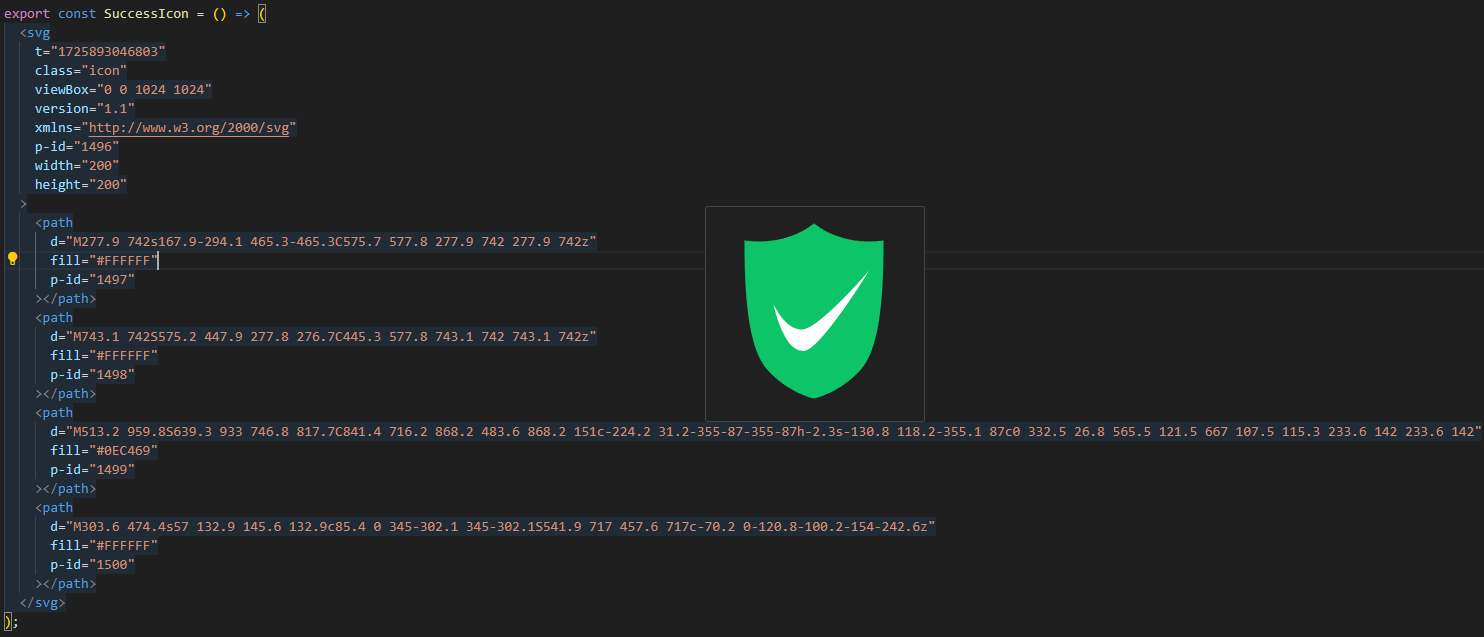 export const SuccessIcon = () => (
<svg
t="1725893046803"
class="icon"
viewBox="0 0 1024 1024"
version="1.1"
xmlns="http://www.w3.org/2000/svg"
p-id="1496"
width="200"
height="200"
>
<path
d="M277.9 742s167.9-294.1 465.3-465.3C575.7 577.8 277.9 742 277.9 742z"
fill="#FFFFFF"
p-id="1497"
></path>
<path
d="M743.1 742S575.2 447.9 277.8 276.7C445.3 577.8 743.1 742 743.1 742z"
fill="#FFFFFF"
p-id="1498"
></path>
<path
d="M513.2 959.8S639.3 933 746.8 817.7C841.4 716.2 868.2 483.6 868.2 151c-224.2 31.2-355-87-355-87h-2.3s-130.8 118.2-355.1 87c0 332.5 26.8 565.5 121.5 667 107.5 115.3 233.6 142 233.6 142"
fill="#0EC469"
p-id="1499"
></path>
<path
d="M303.6 474.4s57 132.9 145.6 132.9c85.4 0 345-302.1 345-302.1S541.9 717 457.6 717c-70.2 0-120.8-100.2-154-242.6z"
fill="#FFFFFF"
p-id="1500"
></path>
</svg>
);